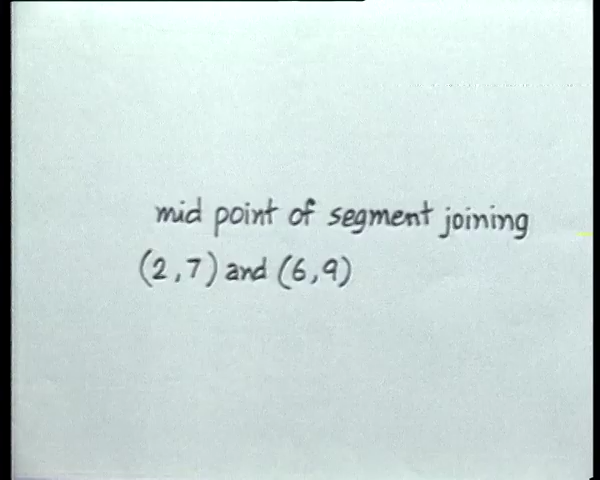 mid point of segment joining
(2,7) and (6,9)